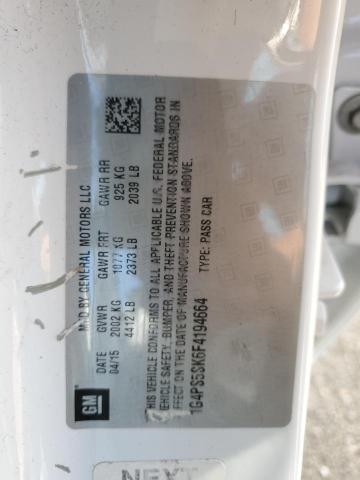 GM
MFD BY GENERAL MOTORS LLC
04/15 GVWR GAWR FRT GAWR RR
2002 KG 1077 KG 925 KG
4412 LB 2373 LB 2039 LB
THIS VEHICLE CONFORMS TO ALL APPLICABLE U.S. FEDERAL MOTOR
VEHICLE SAFETY, BUMPER, AND THEFT PREVENTION STANDARDS IN
EFFECT ON THE DATE OF MANUFACTURE SHOWN ABOVE.
1G4PS5SK6F4194664 TYPE: PASS CAR
NEXT